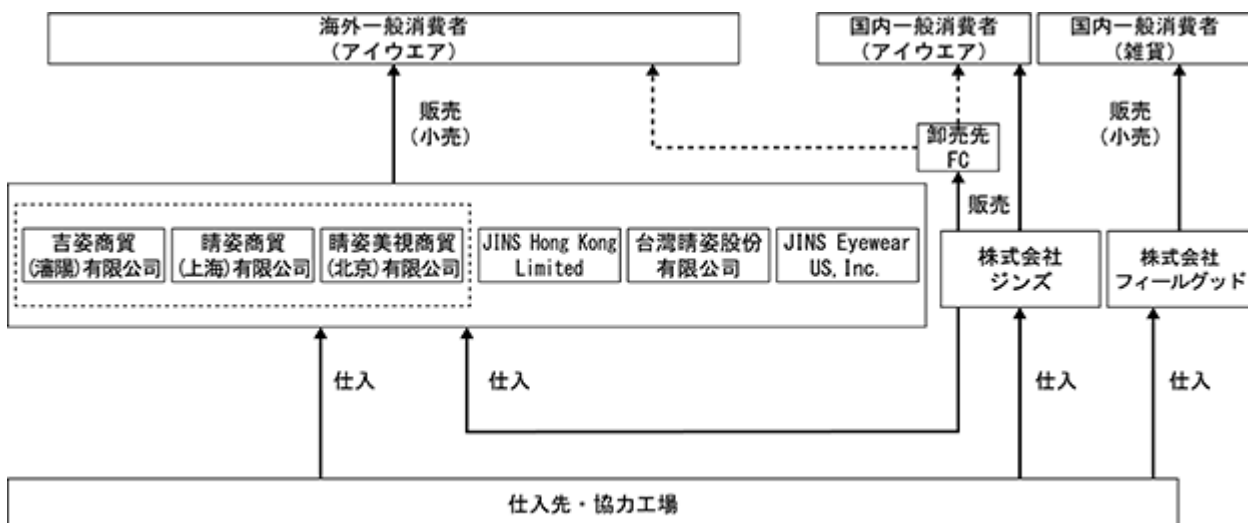 海外一般消費者
(アイウエア)
国内一般消費者
(アイウエア)
国内一般消費者
(雑貨)
販売
(小売)
卸売先
FC
販売
(小売)
販売
吉姿商貿
(瀋陽)有限公司
睛姿商貿
(上海)有限公司
睛姿美視商貿
(北京)有限公司
JINS Hong Kong
Limited
台湾睛姿股份
有限公司
JINS Eyewear
US,Inc.
株式会社
ジンズ
株式会社
フィールグッド
仕入
仕入
仕入
仕入
仕入先・協力工場